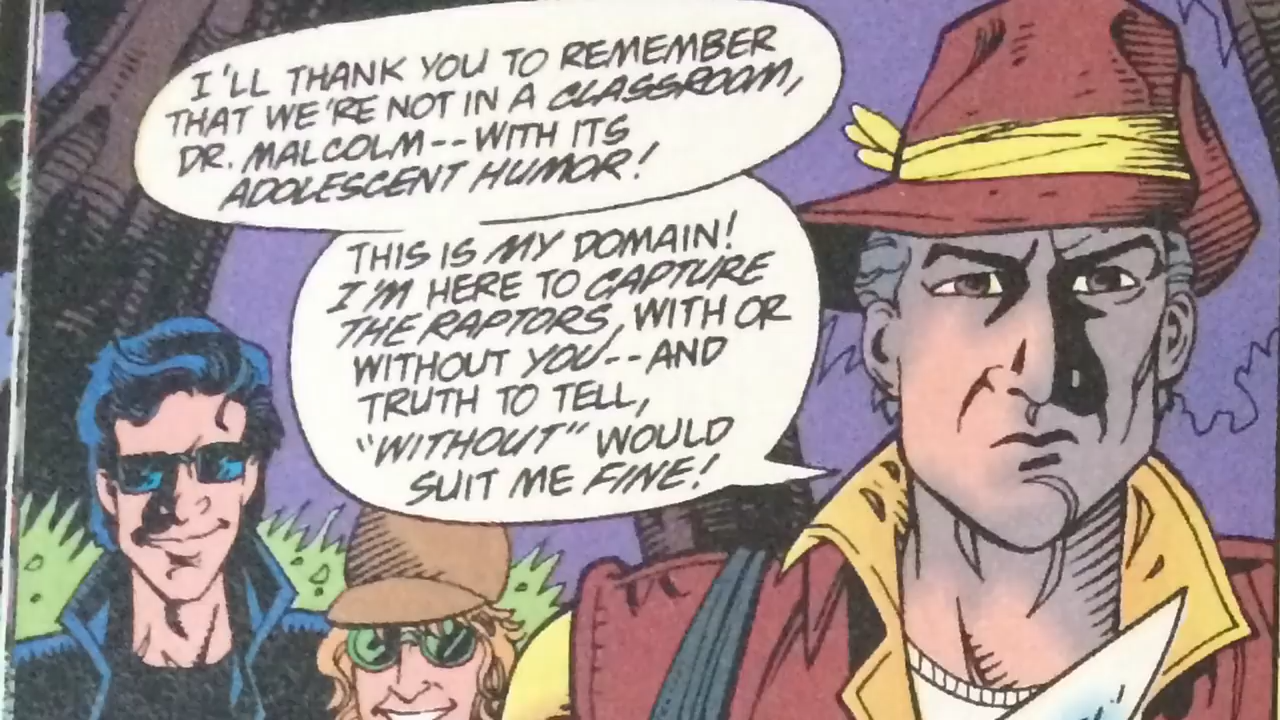 I'LL THANK YOU TO REMEMBER
THAT WE'RE NOT IN A CLASSROOM,
DR. MALCOLM--WITH ITS
ADOLESCENT HUMOR!
THIS IS MY DOMAIN!
I'M HERE TO CAPTURE
THE RAPTORS, WITH OR
WITHOUT YOU--AND
TRUTH TO TELL,
"WITHOUT" WOULD
SUIT ME FINE!